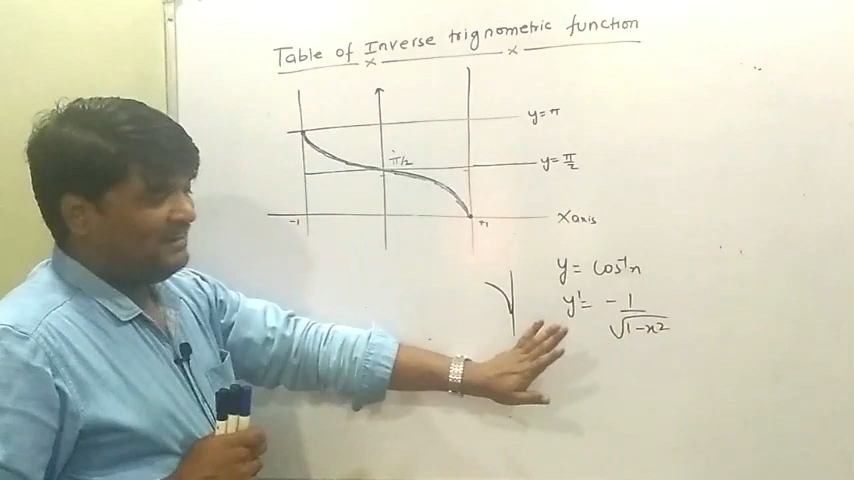 Table of Inverse trignometric function
y=π
π/2
y=π/2
-1
+1
X axis
y = cos⁻¹x
y' = -1/√1-x²